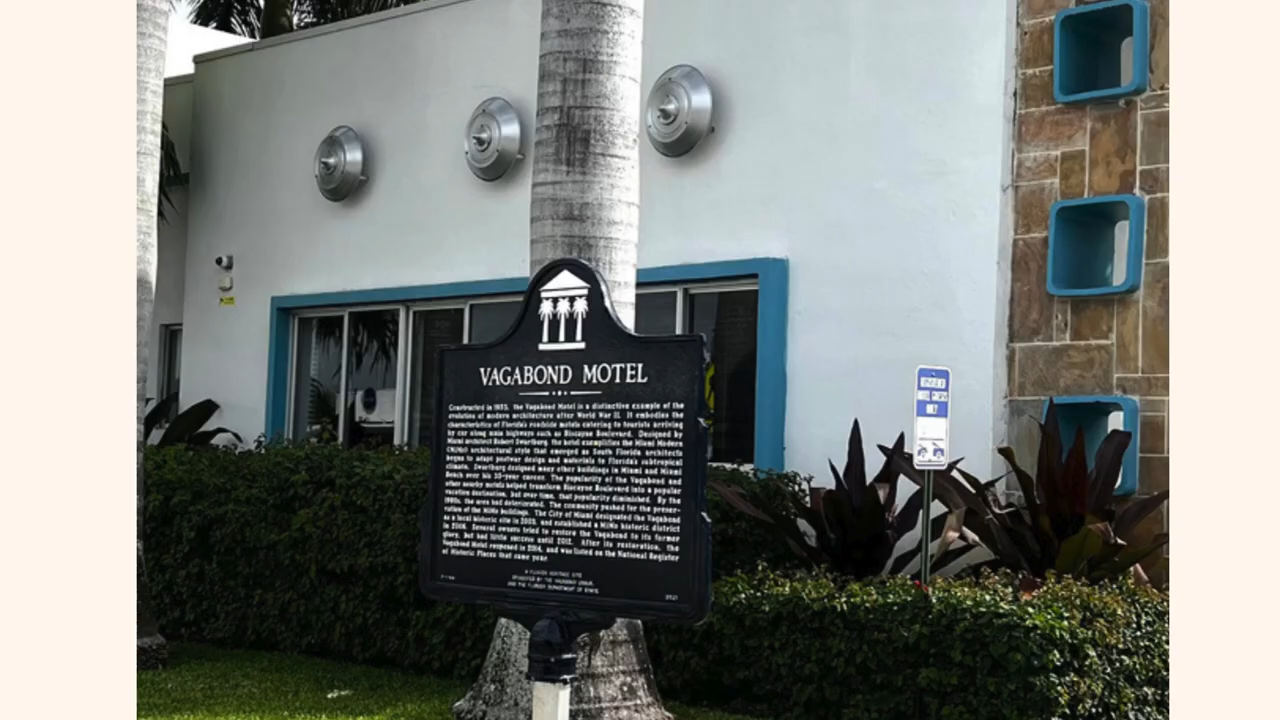 VAGABOND MOTEL
Constructed in 1953, the Vagabond Motel is a distinctive example of the
evolution of modern architecture after World War II. It embodies the
characteristics of Florida's roadside motels catering to tourists arriving
by car along main highways such as Biscayne Boulevard. Designed by
Miami architect Robert Swartburg, the hotel exemplifies the Miami Modern
(MiMo) architectural style that emerged as South Florida architects
began to adapt postwar design and materials to Florida's subtropical
climate. Swartburg designed many other buildings in Miami and Miami
Beach over his 50-year career. The popularity of the Vagabond and
other nearby motels helped transform Biscayne Boulevard into a popular
vacation destination, but over time, that popularity diminished. By the
1980s, the area had deteriorated. The community pushed for the preser-
vation of the MiMo buildings. The City of Miami designated the Vagabond
as a local historic site in 2003, and established a MiMo historic district
in 2006. Several owners tried to restore the Vagabond to its former
glory, but had little success until 2012. After its restoration, the
Vagabond Motel reopened in 2014, and was listed on the National Register
of Historic Places that same year.
A FLORIDA HERITAGE SITE
SPONSORED BY THE VAGABOND
AND THE FLORIDA DEPARTMENT OF STATE
2021
HOTEL GUESTS
ONLY